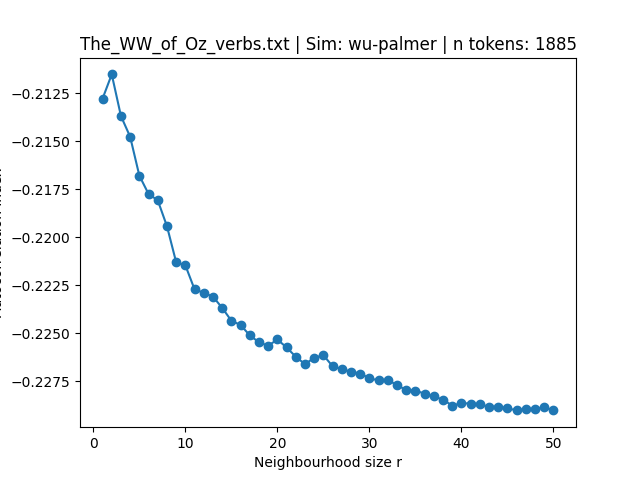 The_WW_of_Oz_verbs.txt | Sim: wu-palmer | n tokens: 1885
−0.2125
−0.2150
−0.2175
−0.2200
−0.2225
−0.2250
−0.2275
0 10 20 30 40 50
Neighbourhood size r